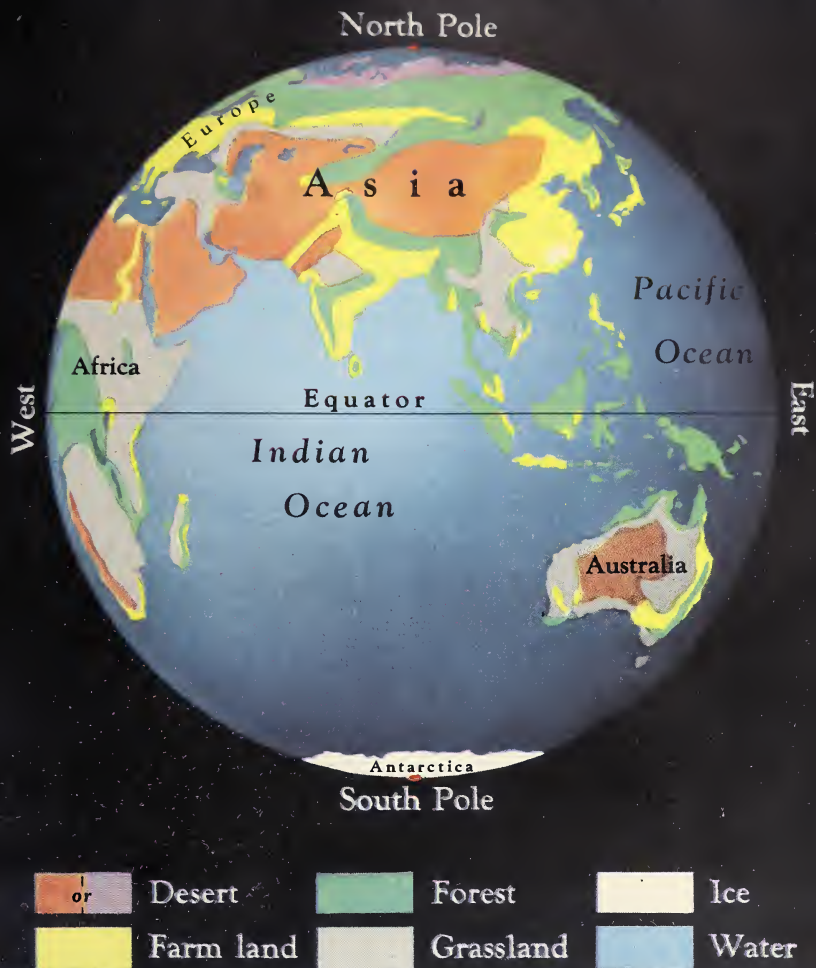 North Pole
Europe
Asia
Pacific
Ocean
Africa
Equator
West
East
Indian
Ocean
Australia
Antarctica
South Pole
or Desert
Forest
Ice
Farm land
Grassland
Water